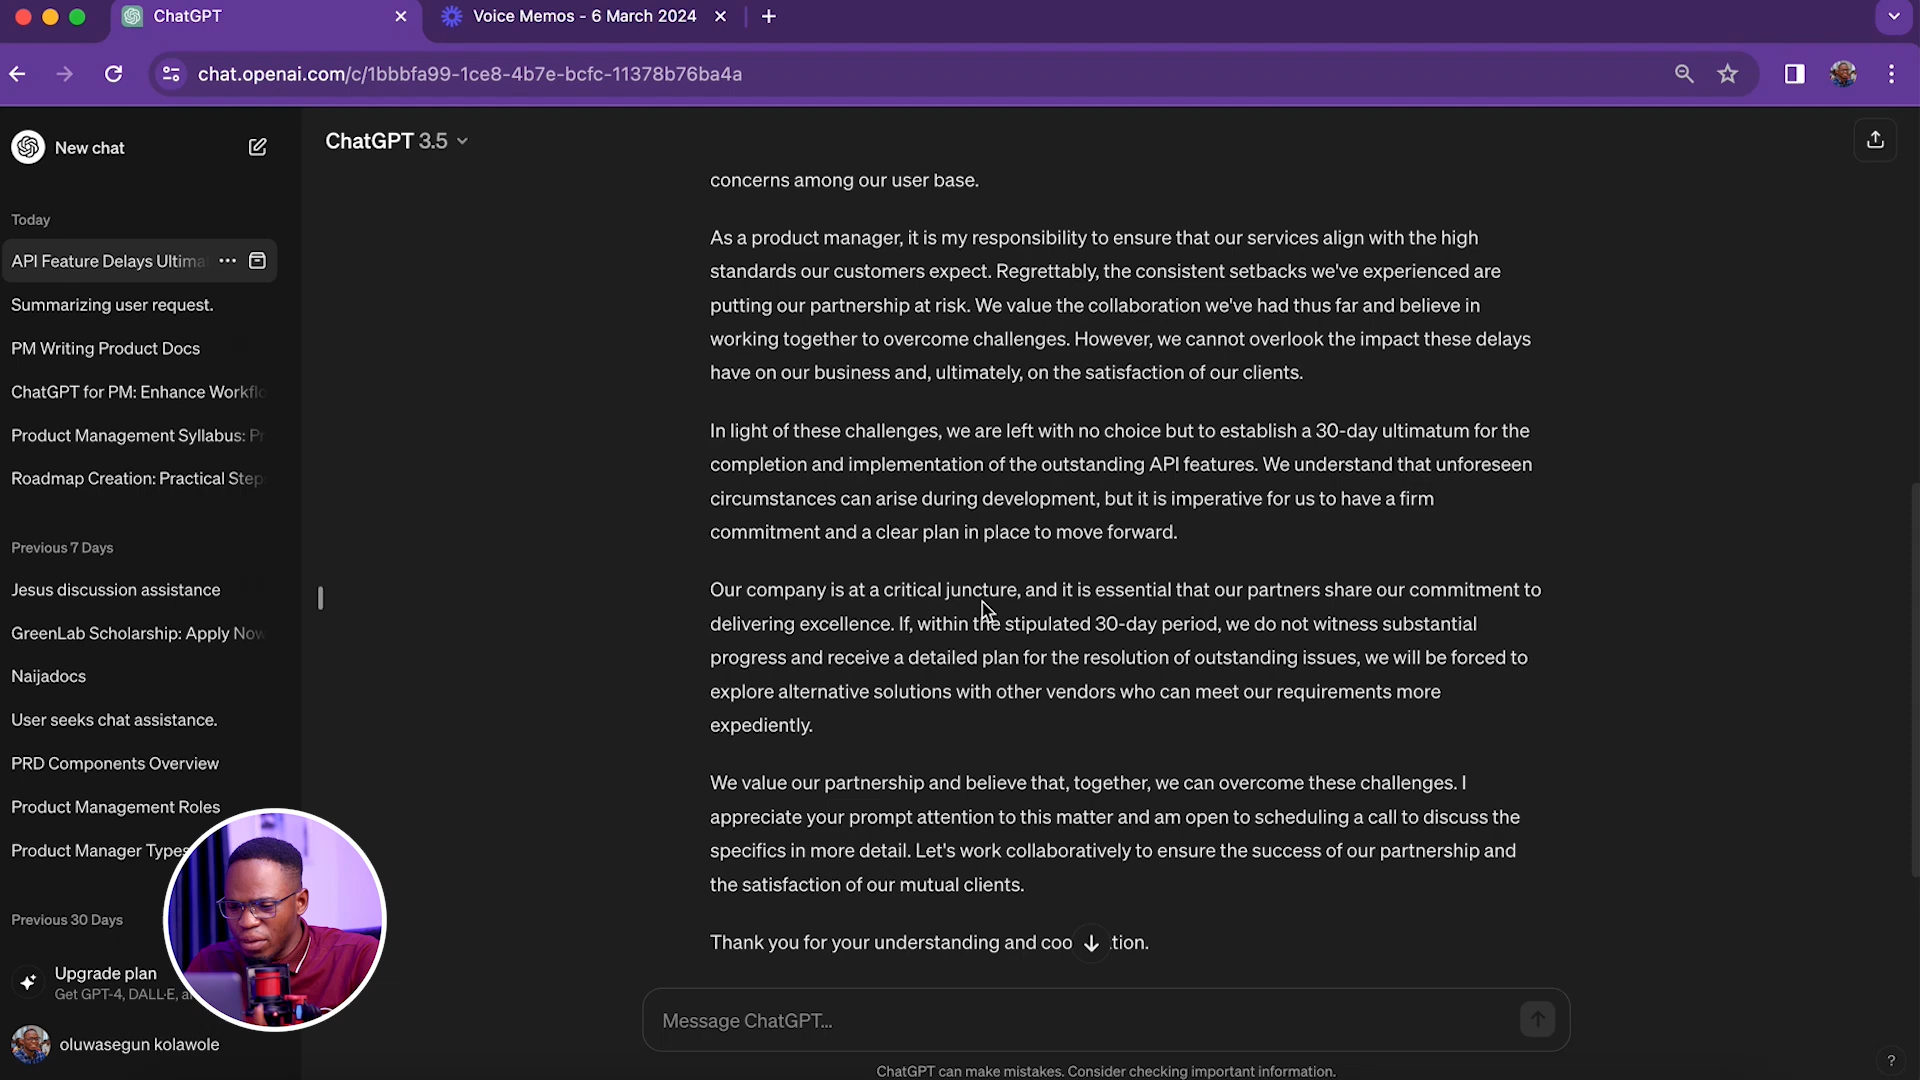 ChatGPT
Voice Memos - 6 March 2024
chat.openai.com/c/1bbbfa99-1ce8-4b7e-bcfc-11378b76ba4a
New chat
ChatGPT 3.5
Today
API Feature Delays Ultima
Summarizing user request.
PM Writing Product Docs
ChatGPT for PM: Enhance Workflo
Product Management Syllabus: Pr
Roadmap Creation: Practical Step
Previous 7 Days
Jesus discussion assistance
GreenLab Scholarship: Apply Now
Naijadocs
User seeks chat assistance.
PRD Components Overview
Product Management Roles
Product Manager Types
Previous 30 Days
Upgrade plan
Get GPT-4, DALL·E, a
oluwasegun kolawole
concerns among our user base.
As a product manager, it is my responsibility to ensure that our services align with the high
standards our customers expect. Regrettably, the consistent setbacks we've experienced are
putting our partnership at risk. We value the collaboration we've had thus far and believe in
working together to overcome challenges. However, we cannot overlook the impact these delays
have on our business and, ultimately, on the satisfaction of our clients.
In light of these challenges, we are left with no choice but to establish a 30-day ultimatum for the
completion and implementation of the outstanding API features. We understand that unforeseen
circumstances can arise during development, but it is imperative for us to have a firm
commitment and a clear plan in place to move forward.
Our company is at a critical juncture, and it is essential that our partners share our commitment to
delivering excellence. If, within the stipulated 30-day period, we do not witness substantial
progress and receive a detailed plan for the resolution of outstanding issues, we will be forced to
explore alternative solutions with other vendors who can meet our requirements more
expediently.
We value our partnership and believe that, together, we can overcome these challenges. I
appreciate your prompt attention to this matter and am open to scheduling a call to discuss the
specifics in more detail. Let's work collaboratively to ensure the success of our partnership and
the satisfaction of our mutual clients.
Thank you for your understanding and coo tion.
Message ChatGPT...
ChatGPT can make mistakes. Consider checking important information.
?